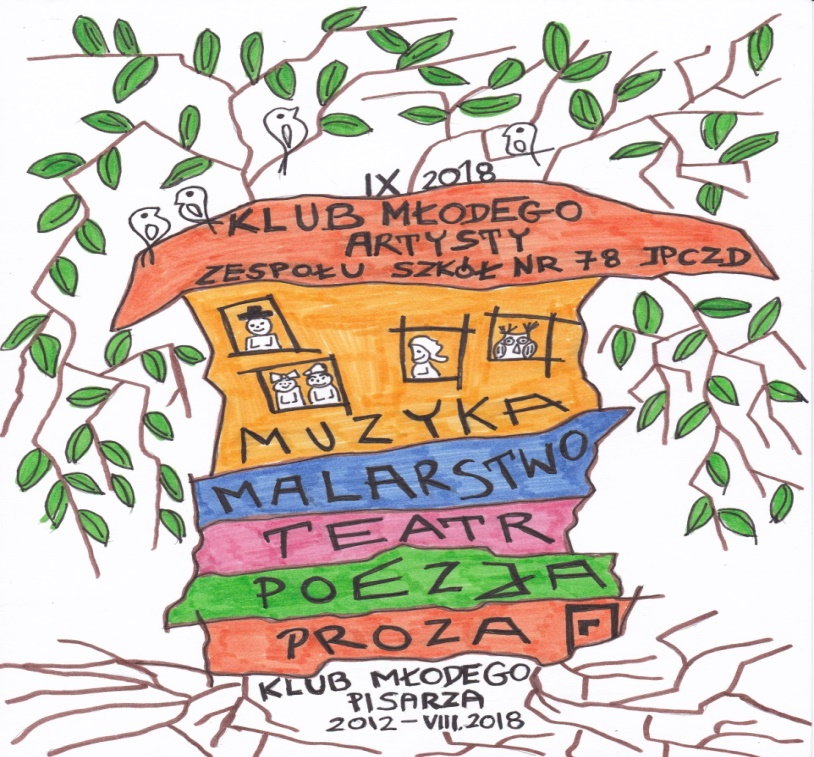 IX 2018
KLUB MŁODEGO
ARTYSTY
ZESPOŁU SZKÓŁ NR 78 IPCZD
MUZYKA
MALARSTWO
TEATR
POEZJA
PROZA
KLUB MŁODEGO
PISARZA
2012-VIII.2018